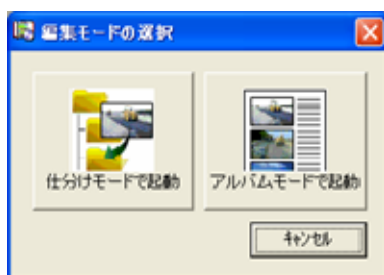 編集モードの選択
仕分けモードで起動
アルバムモードで起動
ｷｬﾝｾﾙ